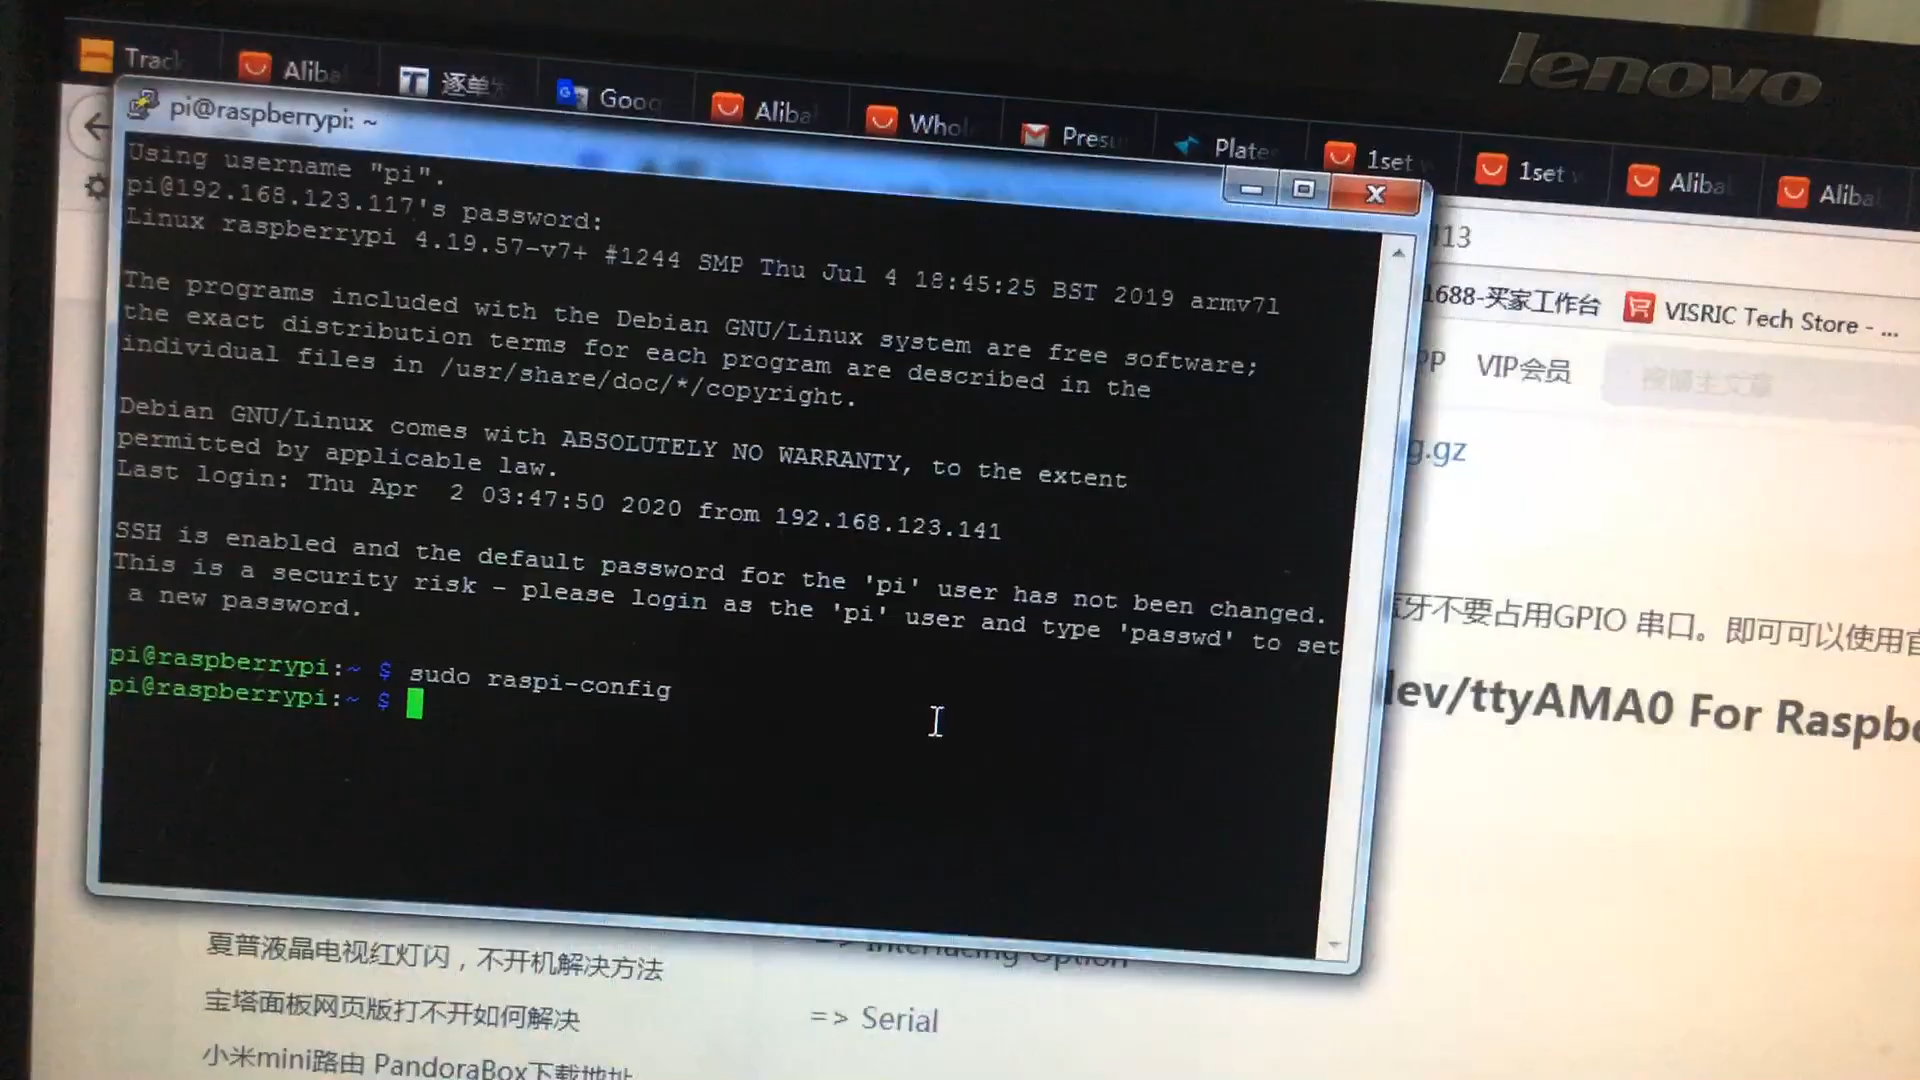 lenovo
Track
Aliba
逐单
Goog
Aliba
Whol
Presu
Plates
1set
1set
Aliba
Aliba
pi@raspberrypi: ~
Using username "pi".
pi@192.168.123.117's password:
Linux raspberrypi 4.19.57-v7+ #1244 SMP Thu Jul 4 18:45:25 BST 2019 armv7l
The programs included with the Debian GNU/Linux system are free software;
the exact distribution terms for each program are described in the
individual files in /usr/share/doc/*/copyright.
Debian GNU/Linux comes with ABSOLUTELY NO WARRANTY, to the extent
permitted by applicable law.
Last login: Thu Apr  2 03:47:50 2020 from 192.168.123.141
SSH is enabled and the default password for the 'pi' user has not been changed.
This is a security risk - please login as the 'pi' user and type 'passwd' to set
 a new password.
pi@raspberrypi:~ $ sudo raspi-config
pi@raspberrypi:~ $
113
1688-买家工作台
VISRIC Tech Store - ...
VIP会员
g.gz
牙不要占用GPIO 串口。即可可以使用官
dev/ttyAMA0 For Raspbe
=> Interfacing Option
=> Serial
夏普液晶电视红灯闪，不开机解决方法
宝塔面板网页版打不开如何解决
小米mini路由 PandoraBox下载地址